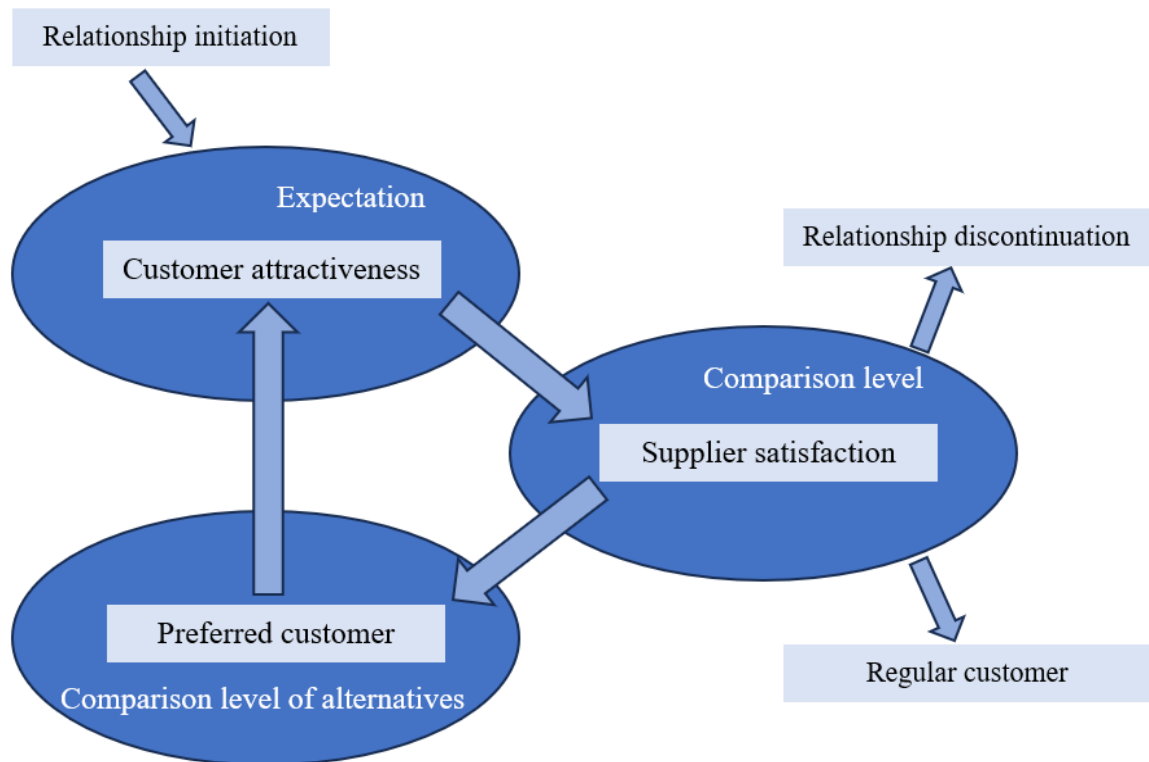 Relationship initiation
Expectation
Customer attractiveness
Relationship discontinuation
Comparison level
Supplier satisfaction
Preferred customer
Comparison level of alternatives
Regular customer